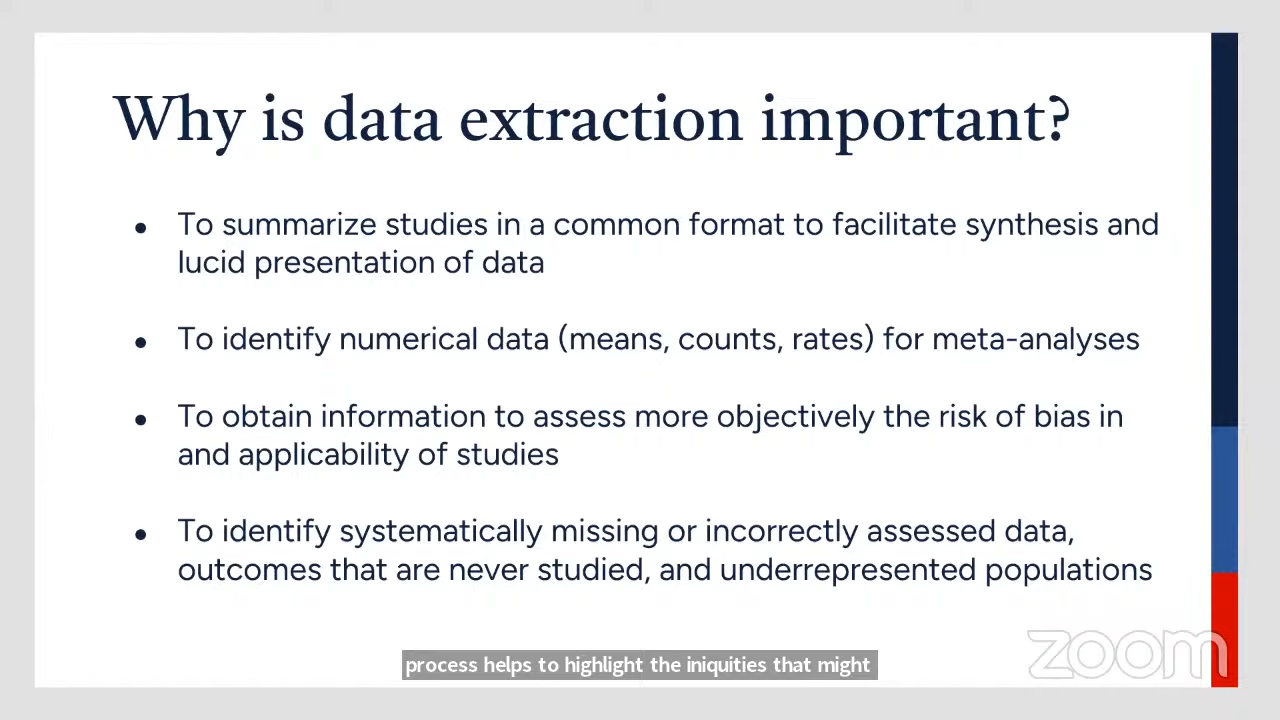 Why is data extraction important?
• To summarize studies in a common format to facilitate synthesis and
lucid presentation of data
• To identify numerical data (means, counts, rates) for meta-analyses
• To obtain information to assess more objectively the risk of bias in
and applicability of studies
• To identify systematically missing or incorrectly assessed data,
outcomes that are never studied, and underrepresented populations
process helps to highlight the iniquities that might
zoom